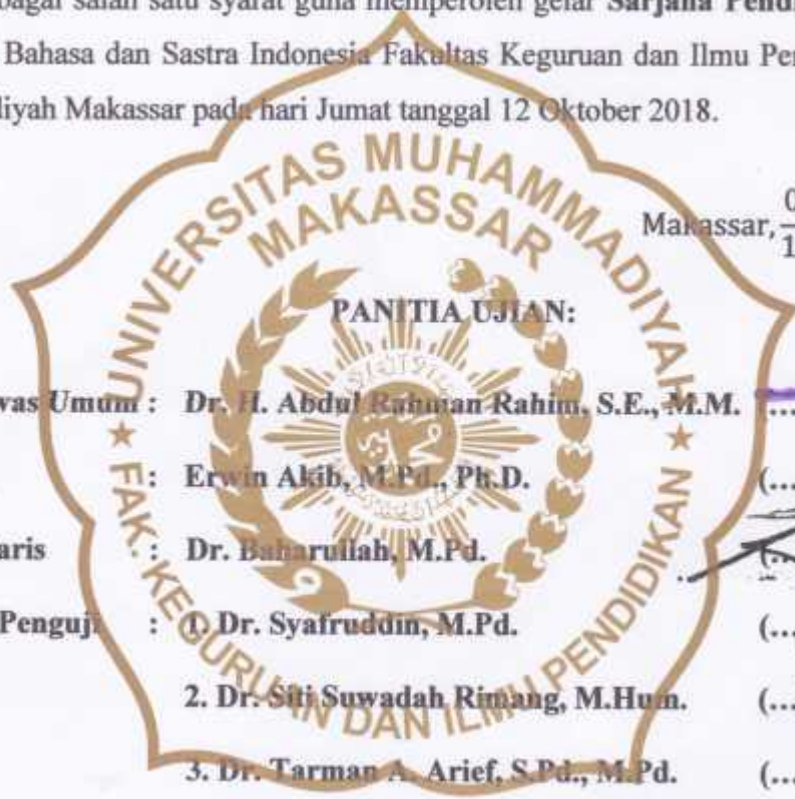 bagai salah satu syarat guna memperoleh gelar Sarjana Pendi
Bahasa dan Sastra Indonesia Fakultas Keguruan dan Ilmu Pen
diyah Makassar pada hari Jumat tanggal 12 Oktober 2018.
Makassar,
UNIVERSITAS MUHAMMADIYAH
MAKASSAR
PANITIA UJIAN:
was Umum : Dr. H. Abdul Rahman Rahim, S.E., M.M. (...
: Erwin Akib, M.Pd., Ph.D. (...
aris : Dr. Baharullah, M.Pd. (...
Penguji : 1. Dr. Syafruddin, M.Pd. (...
2. Dr. Siti Suwadah Rimang, M.Hum. (...
3. Dr. Tarman A. Arief, S.Pd., M.Pd. (...
★ FAK. KEGURUAN DAN ILMU PENDIDIKAN ★